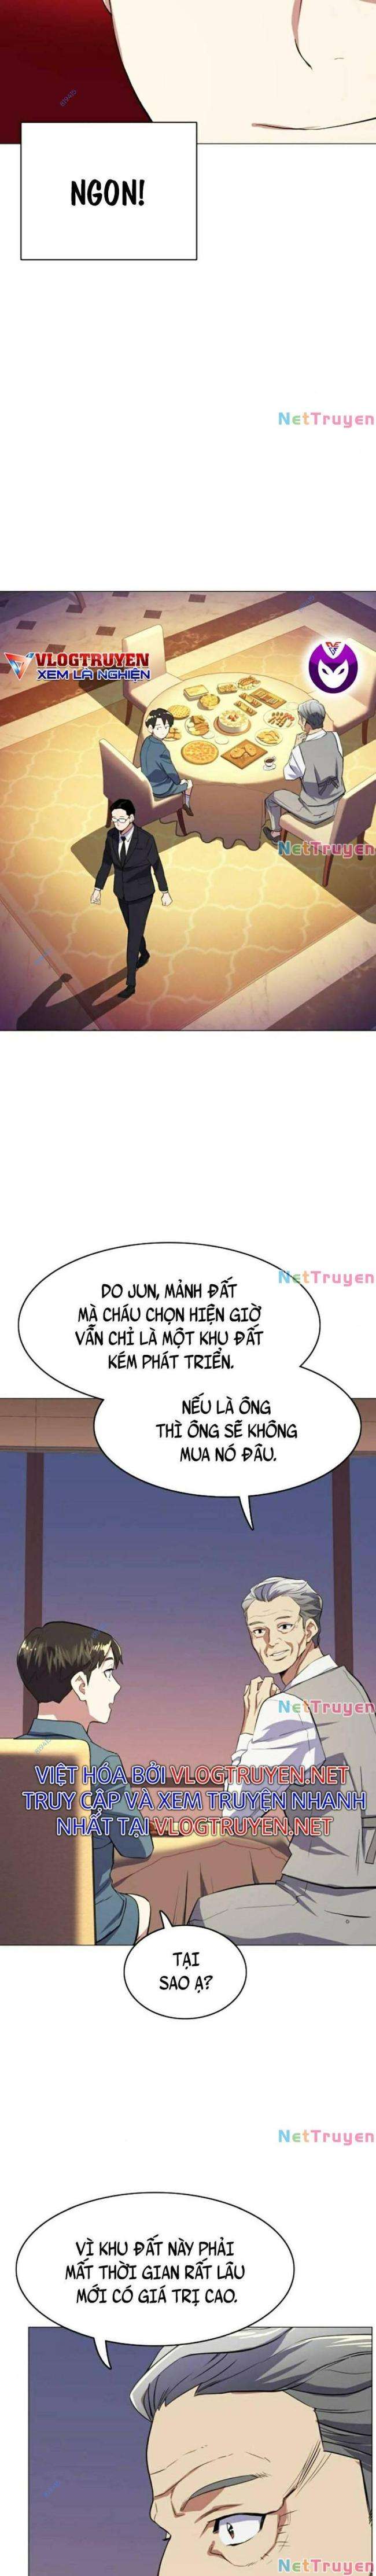 NGON!
NetTruyen
VLOGTRUYEN
XEM LÀ NGHIỆN
NetTruyen
NetTruyen
DO JUN, MẢNH ĐẤT
MÀ CHÁU CHỌN HIỆN GIỜ
VẪN CHỈ LÀ MỘT KHU ĐẤT
KÉM PHÁT TRIỂN.
NẾU LÀ ÔNG
THÌ ÔNG SẼ KHÔNG
MUA NÓ ĐÂU.
NetTruyen
VIỆT HÓA BỞI VLOGTRUYEN.NET
TRUY CẬP VÀ XEM TRUYỆN NHANH
NHẤT TẠI VLOGTRUYEN.NET
TẠI
SAO Ạ?
NetTruyen
VÌ KHU ĐẤT NÀY PHẢI
MẤT THỜI GIAN RẤT LÂU
MỚI CÓ GIÁ TRỊ CAO.
NetTruyen